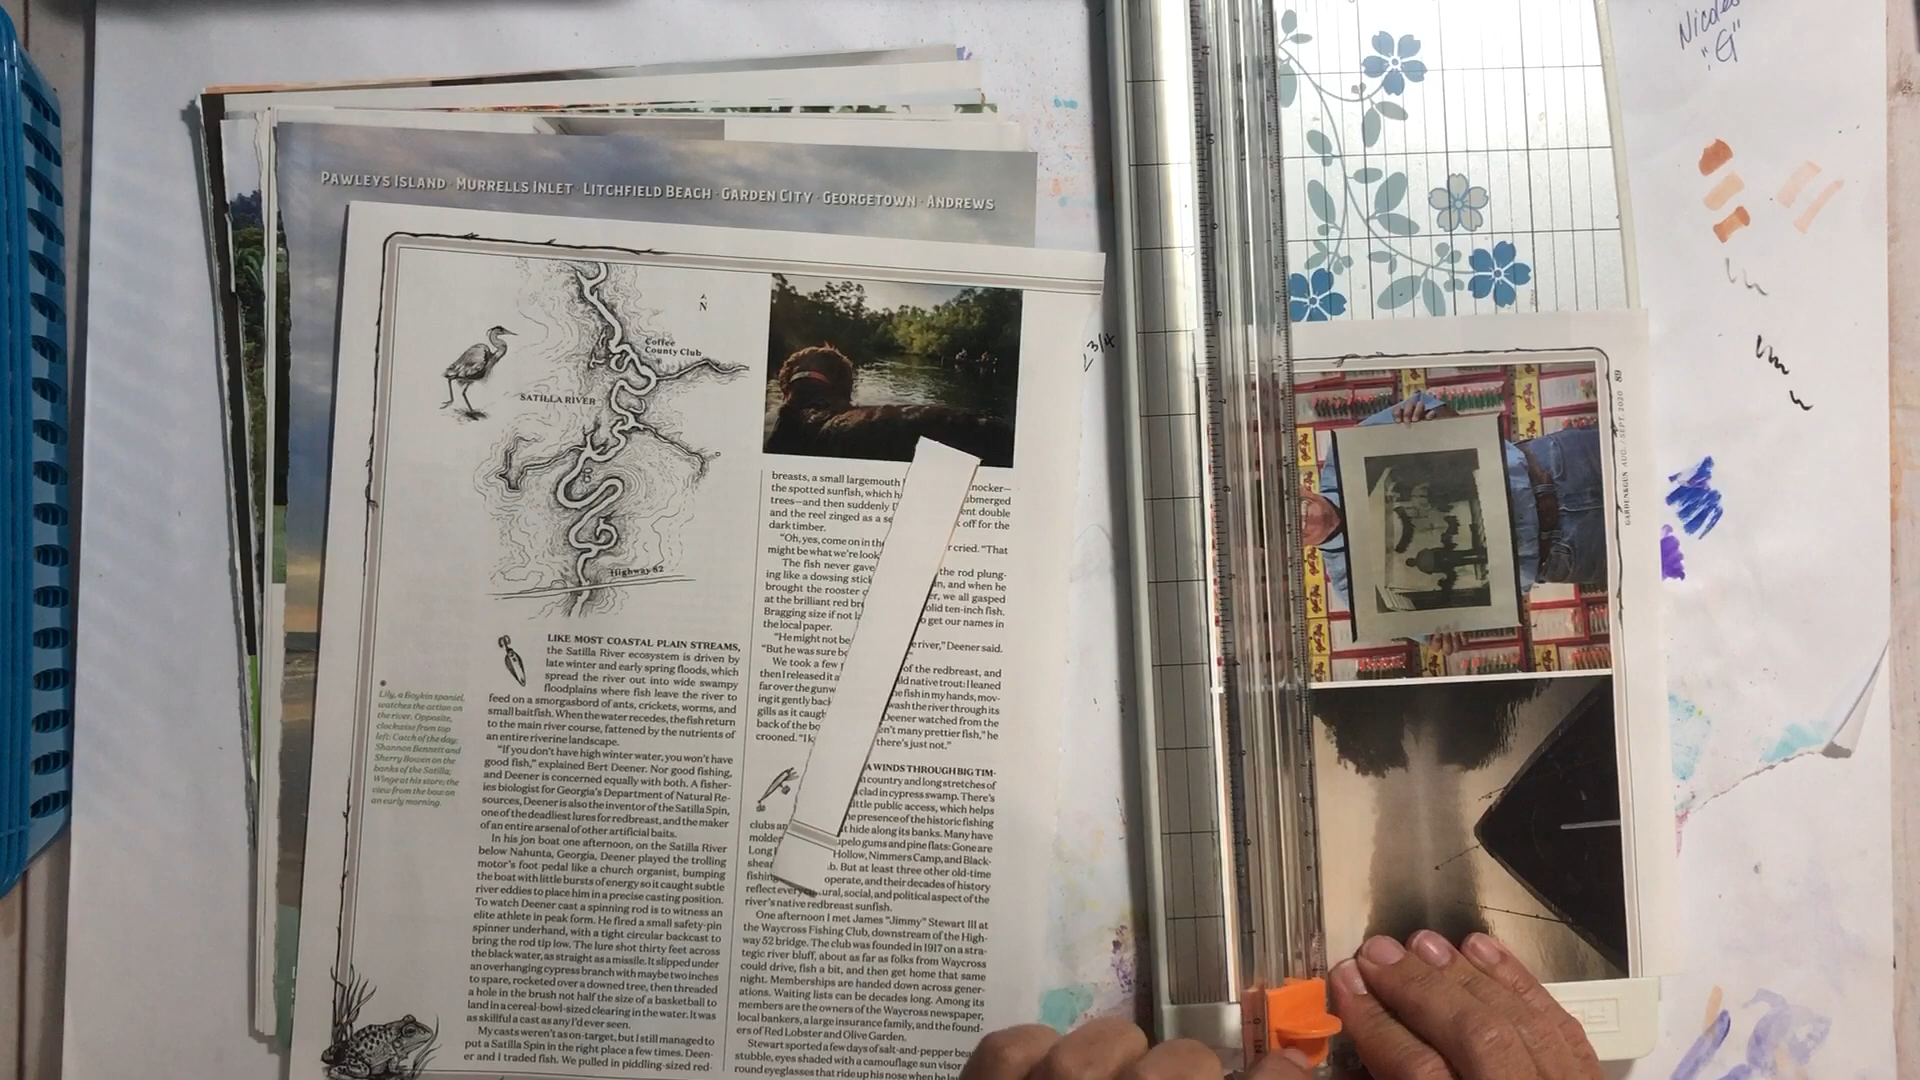 PAWLEYS ISLAND · MURRELLS INLET · LITCHFIELD BEACH · GARDEN CITY · GEORGETOWN · ANDREWS
N
Coffee
County Club
SATILLA RIVER
Highway 82
Lily, a Boykin spaniel,
watches the action on
the river. Opposite,
clockwise from top
left: Catch of the day;
Shannon Bennett and
Sherry Bowen on the
banks of the Satilla;
Winge at his store; the
view from the bow on
an early morning.
LIKE MOST COASTAL PLAIN STREAMS,
the Satilla River ecosystem is driven by
late winter and early spring floods, which
spread the river out into wide swampy
floodplains where fish leave the river to
feed on a smorgasbord of ants, crickets, worms, and
small baitfish. When the water recedes, the fish return
to the main river course, fattened by the nutrients of
an entire riverine landscape.
"If you don't have high winter water, you won't have
good fish," explained Bert Deener. Nor good fishing,
and Deener is concerned equally with both. A fisher-
ies biologist for Georgia's Department of Natural Re-
sources, Deener is also the inventor of the Satilla Spin,
one of the deadliest lures for redbreast, and the maker
of an entire arsenal of other artificial baits.
In his jon boat one afternoon, on the Satilla River
below Nahunta, Georgia, Deener played the trolling
motor's foot pedal like a church organist, bumping
the boat with little bursts of energy so it caught subtle
river eddies to place him in a precise casting position.
To watch Deener cast a spinning rod is to witness an
elite athlete in peak form. He fired a small safety-pin
spinner underhand, with a tight circular backcast to
bring the rod tip low. The lure shot thirty feet across
the black water, as straight as a missile. It slipped under
an overhanging cypress branch with maybe two inches
to spare, rocketed over a downed tree, then threaded
a hole in the brush not half the size of a basketball to
land in a cereal-bowl-sized clearing in the water. It was
as skillful a cast as any I'd ever seen.
My casts weren't as on-target, but I still managed to
put a Satilla Spin in the right place a few times. Deen-
er and I traded fish. We pulled in piddling-sized red-
breasts, a small largemouth nocker—
the spotted sunfish, which ubmerged
trees—and then suddenly ent double
and the reel zinged as a se off for the
dark timber.
"Oh, yes, come on in the r cried. "That
might be what we're look
The fish never gave the rod plung-
ing like a dowsing stick n, and when he
brought the rooster er, we all gasped
at the brilliant red bre olid ten-inch fish.
Bragging size if not get our names in
the local paper.
"He might not be e river," Deener said.
"But he was sure
We took a few of the redbreast, and
then I released it ld native trout: I leaned
far over the gunw e fish in my hands, mov-
ing it gently back wash the river through its
gills as it caugh Deener watched from the
back of the bo en't many prettier fish," he
crooned. "I there's just not."
A WINDS THROUGH BIG TIM-
country and long stretches of
clad in cypress swamp. There's
little public access, which helps
he presence of the historic fishing
clubs hide along its banks. Many have
molder upelo gums and pine flats: Gone are
Long Hollow, Nimmers Camp, and Black-
shear b. But at least three other old-time
fishing operate, and their decades of history
reflect every ural, social, and political aspect of the
river's native redbreast sunfish.
One afternoon I met James "Jimmy" Stewart III at
the Waycross Fishing Club, downstream of the High-
way 52 bridge. The club was founded in 1917 on a stra-
tegic river bluff, about as far as folks from Waycross
could drive, fish a bit, and then get home that same
night. Memberships are handed down across gener-
ations. Waiting lists can be decades long. Among its
members are the owners of the Waycross newspaper,
local bankers, a large insurance family, and the found-
ers of Red Lobster and Olive Garden.
Stewart sported a few days of salt-and-pepper
stubble, eyes shaded with a camouflage sun visor
round eyeglasses that ride up his nose when he
2 3/4
GARDEN&GUN AUG.–SEPT. 2020 89
"G"